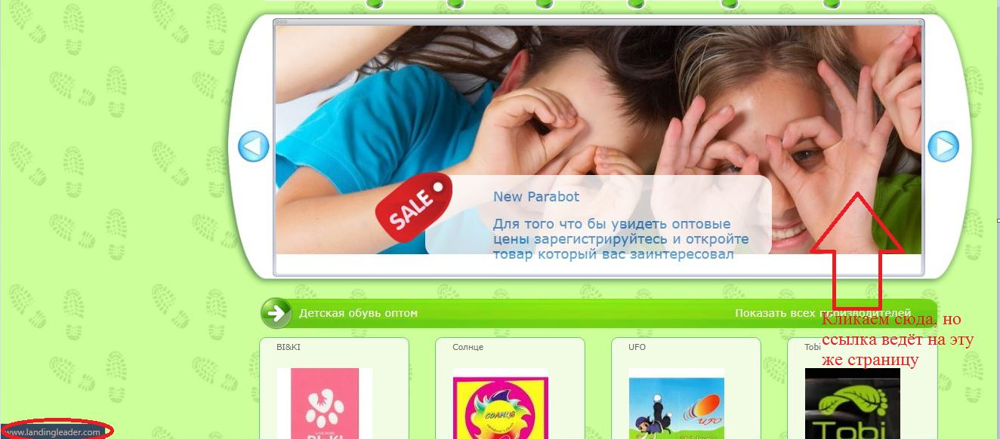 SALE
New Parabot
Для того что бы увидеть оптовые
цены зарегистрируйтесь и откройте
товар который вас заинтересовал
Детская обувь оптом
Показать всех производителей
Кликаем сюда, но
ссылка ведёт на эту
же страницу
BI&KI
Солнце
UFO
Tobi
BI-KI
СОЛНЦЕ
UFO
Tobi
www.landingleader.com